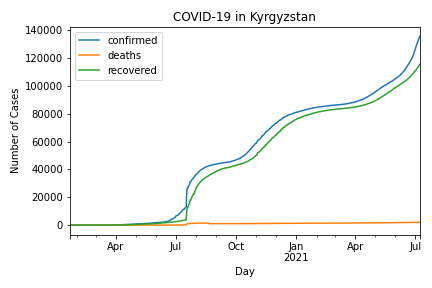 COVID-19 in Kyrgyzstan
confirmed
deaths
recovered
140000
120000
100000
80000
60000
40000
20000
0
Number of Cases
Apr
Jul
Oct
Jan
2021
Apr
Jul
Day